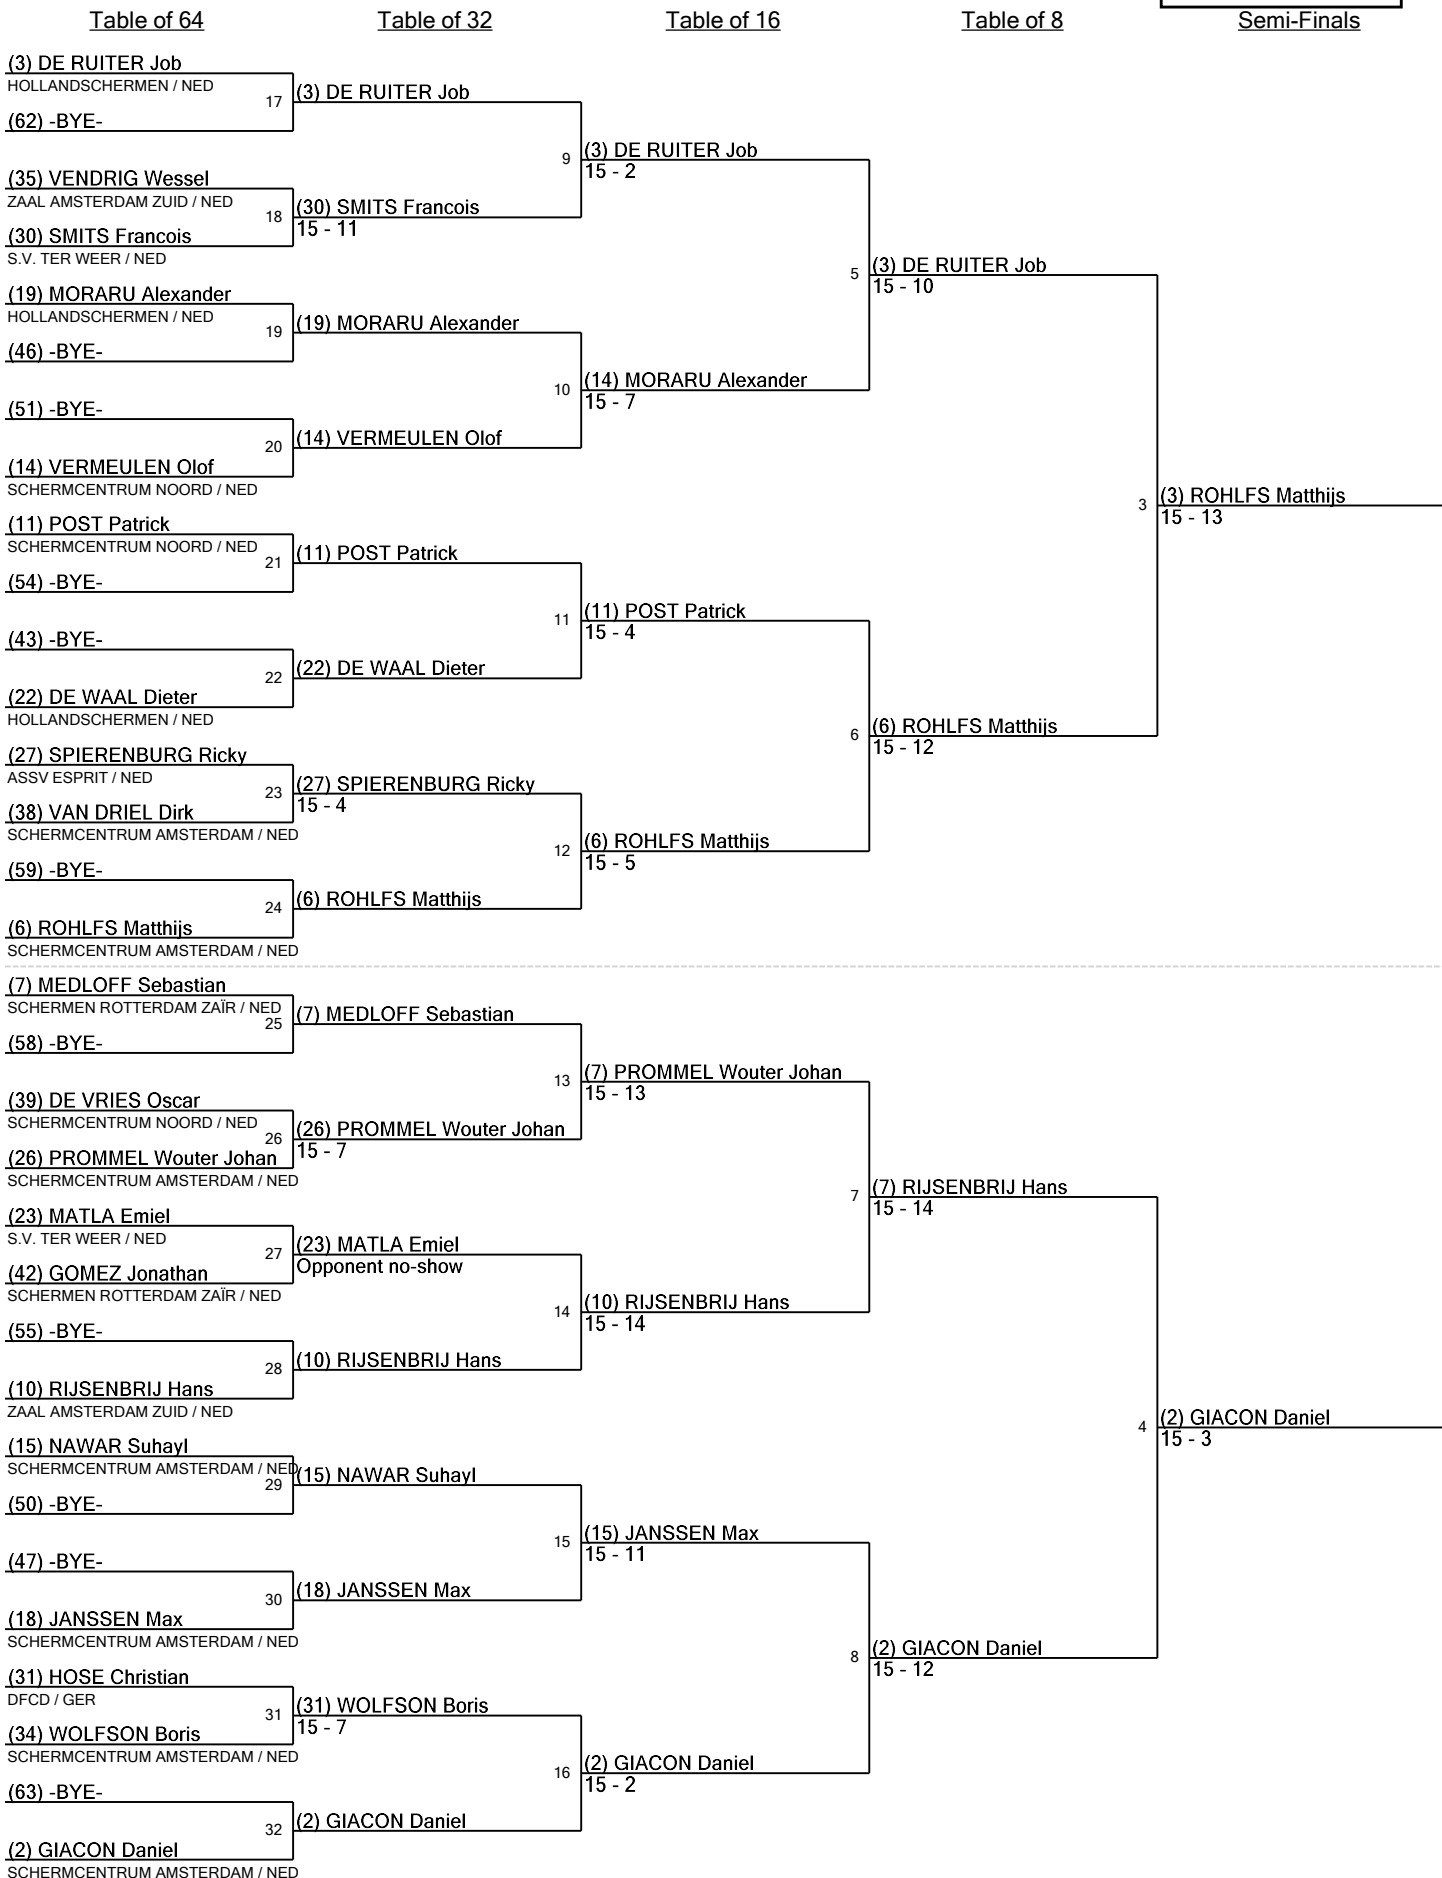 Table of 64
Table of 32
Table of 16
Table of 8
Semi-Finals
(3) DE RUITER Job
HOLLANDSCHERMEN / NED
(62) -BYE-
(35) VENDRIG Wessel
ZAAL AMSTERDAM ZUID / NED
(30) SMITS Francois
S.V. TER WEER / NED
(19) MORARU Alexander
HOLLANDSCHERMEN / NED
(46) -BYE-
(51) -BYE-
(14) VERMEULEN Olof
SCHERMCENTRUM NOORD / NED
(11) POST Patrick
SCHERMCENTRUM NOORD / NED
(54) -BYE-
(43) -BYE-
(22) DE WAAL Dieter
HOLLANDSCHERMEN / NED
(27) SPIERENBURG Ricky
ASSV ESPRIT / NED
(38) VAN DRIEL Dirk
SCHERMCENTRUM AMSTERDAM / NED
(59) -BYE-
(6) ROHLFS Matthijs
SCHERMCENTRUM AMSTERDAM / NED
(7) MEDLOFF Sebastian
SCHERMEN ROTTERDAM ZAÏR / NED
(58) -BYE-
(39) DE VRIES Oscar
SCHERMCENTRUM NOORD / NED
(26) PROMMEL Wouter Johan
SCHERMCENTRUM AMSTERDAM / NED
(23) MATLA Emiel
S.V. TER WEER / NED
(42) GOMEZ Jonathan
SCHERMEN ROTTERDAM ZAÏR / NED
(55) -BYE-
(10) RIJSENBRIJ Hans
ZAAL AMSTERDAM ZUID / NED
(15) NAWAR Suhayl
SCHERMCENTRUM AMSTERDAM / NED
(50) -BYE-
(47) -BYE-
(18) JANSSEN Max
SCHERMCENTRUM AMSTERDAM / NED
(31) HOSE Christian
DFCD / GER
(34) WOLFSON Boris
SCHERMCENTRUM AMSTERDAM / NED
(63) -BYE-
(2) GIACON Daniel
SCHERMCENTRUM AMSTERDAM / NED
17
(3) DE RUITER Job
18
(30) SMITS Francois
15 - 11
19
(19) MORARU Alexander
20
(14) VERMEULEN Olof
21
(11) POST Patrick
22
(22) DE WAAL Dieter
23
(27) SPIERENBURG Ricky
15 - 4
24
(6) ROHLFS Matthijs
25
(7) MEDLOFF Sebastian
26
(26) PROMMEL Wouter Johan
15 - 7
27
(23) MATLA Emiel
Opponent no-show
28
(10) RIJSENBRIJ Hans
29
(15) NAWAR Suhayl
30
(18) JANSSEN Max
31
(31) WOLFSON Boris
15 - 7
32
(2) GIACON Daniel
9
(3) DE RUITER Job
15 - 2
10
(14) MORARU Alexander
15 - 7
11
(11) POST Patrick
15 - 4
12
(6) ROHLFS Matthijs
15 - 5
13
(7) PROMMEL Wouter Johan
15 - 13
14
(10) RIJSENBRIJ Hans
15 - 14
15
(15) JANSSEN Max
15 - 11
16
(2) GIACON Daniel
15 - 2
5
(3) DE RUITER Job
15 - 10
6
(6) ROHLFS Matthijs
15 - 12
7
(7) RIJSENBRIJ Hans
15 - 14
8
(2) GIACON Daniel
15 - 12
3
(3) ROHLFS Matthijs
15 - 13
4
(2) GIACON Daniel
15 - 3